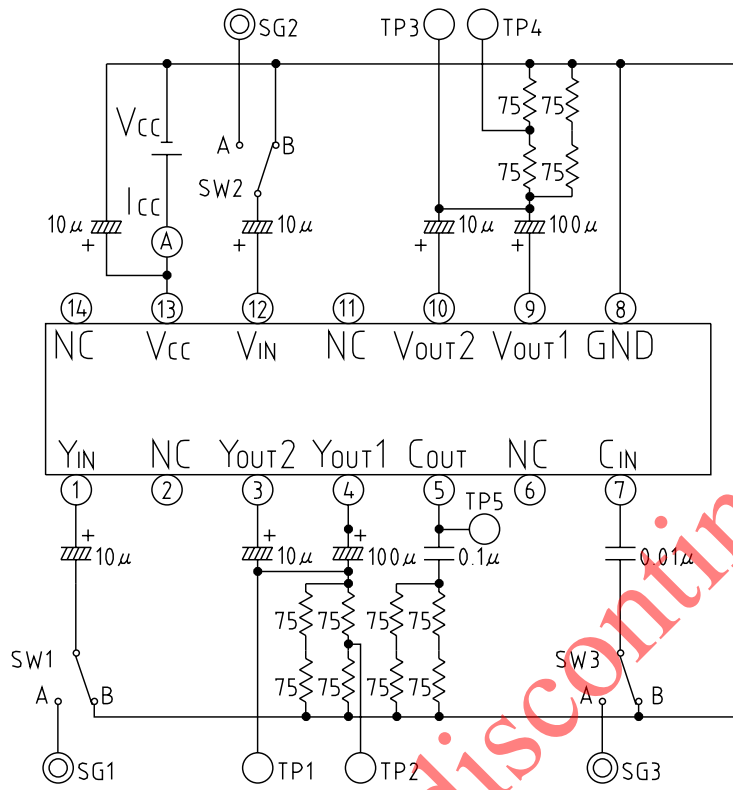 SG2 TP3 TP4
75 75
VCC A B
75 75
SW2
ICC
10μ + A + 10μ + 10μ + 100μ
14 13 12 11 10 9 8
NC VCC VIN NC VOUT2 VOUT1 GND
YIN NC YOUT2 YOUT1 COUT NC CIN
1 2 3 4 5 6 7
TP5
+ 10μ + 10μ + 100μ 0.1μ 0.01μ
75 75 75 75
SW1 SW3
75 75 75 75
A B A B
SG1 TP1 TP2 SG3
discontin